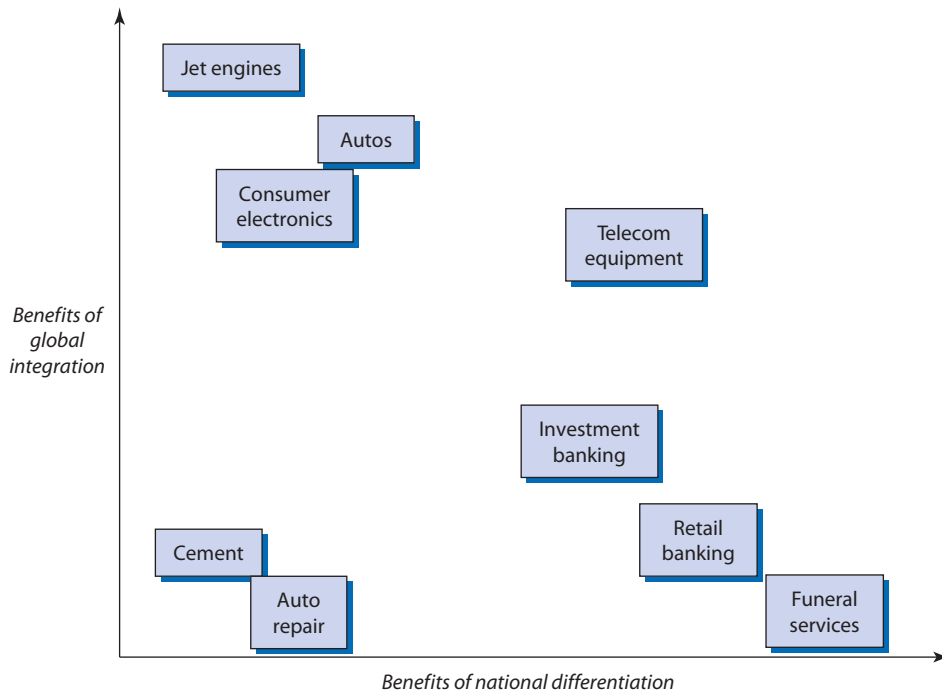 Jet engines
Autos
Consumer
electronics
Telecom
equipment
Benefits of
global
integration
Investment
banking
Retail
banking
Cement
Auto
repair
Funeral
services
Benefits of national differentiation